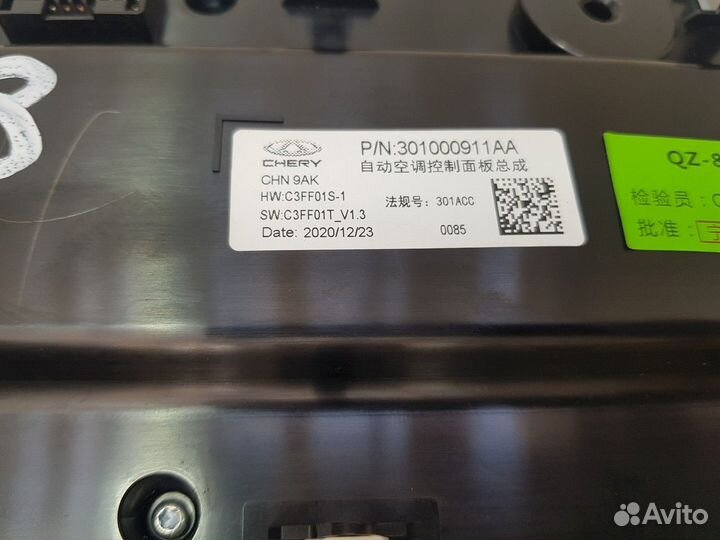 8
CHERY
P/N:301000911AA
自动空调控制面板总成
CHN 9AK
HW:C3FF01S-1
法规号: 301ACC
SW:C3FF01T_V1.3
Date: 2020/12/23
0085
QZ-8
检验员:
批准:
Avito